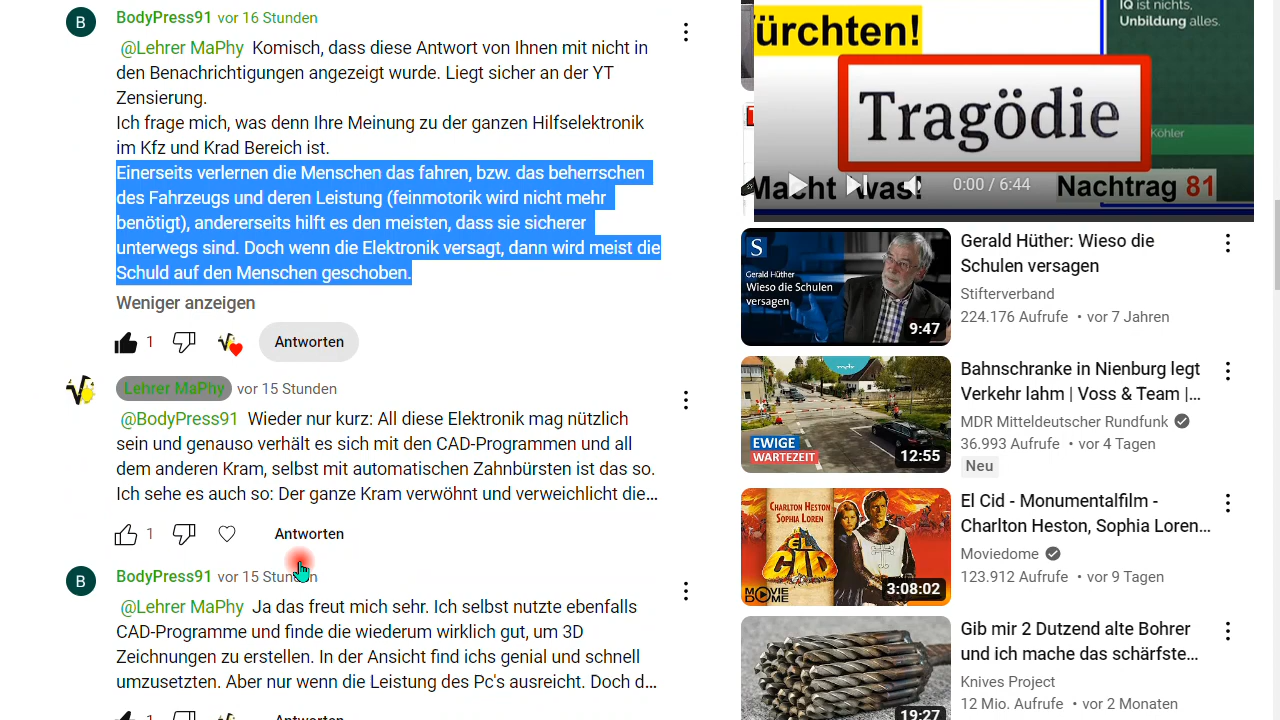 B
BodyPress91 vor 16 Stunden
@Lehrer MaPhy Komisch, dass diese Antwort von Ihnen mit nicht in
den Benachrichtigungen angezeigt wurde. Liegt sicher an der YT
Zensierung.
Ich frage mich, was denn Ihre Meinung zu der ganzen Hilfselektronik
im Kfz und Krad Bereich ist.
Einerseits verlernen die Menschen das fahren, bzw. das beherrschen
des Fahrzeugs und deren Leistung (feinmotorik wird nicht mehr
benötigt), andererseits hilft es den meisten, dass sie sicherer
unterwegs sind. Doch wenn die Elektronik versagt, dann wird meist die
Schuld auf den Menschen geschoben.
Weniger anzeigen
1
Antworten
Lehrer MaPhy vor 15 Stunden
@BodyPress91 Wieder nur kurz: All diese Elektronik mag nützlich
sein und genauso verhält es sich mit den CAD-Programmen und all
dem anderen Kram, selbst mit automatischen Zahnbürsten ist das so.
Ich sehe es auch so: Der ganze Kram verwöhnt und verweichlicht die...
1
Antworten
B
BodyPress91 vor 15 Stunden
@Lehrer MaPhy Ja das freut mich sehr. Ich selbst nutzte ebenfalls
CAD-Programme und finde die wiederum wirklich gut, um 3D
Zeichnungen zu erstellen. In der Ansicht find ichs genial und schnell
umzusetzten. Aber nur wenn die Leistung des Pc's ausreicht. Doch d...
1
Antworten
ürchten!
IQ ist nichts,
Unbildung alles.
Tragödie
Köhler
Macht was!
0:00 / 6:44
Nachtrag 81
S
Gerald Hüther
Wieso die Schulen
versagen
9:47
Gerald Hüther: Wieso die
Schulen versagen
Stifterverband
224.176 Aufrufe • vor 7 Jahren
EWIGE
WARTEZEIT
12:55
Bahnschranke in Nienburg legt
Verkehr lahm | Voss & Team |...
MDR Mitteldeutscher Rundfunk
36.993 Aufrufe • vor 4 Tagen
Neu
CHARLTON HESTON
SOPHIA LOREN
EL
CID
MOVIE
DOME
3:08:02
El Cid - Monumentalfilm -
Charlton Heston, Sophia Loren...
Moviedome
123.912 Aufrufe • vor 9 Tagen
19:27
Gib mir 2 Dutzend alte Bohrer
und ich mache das schärfste...
Knives Project
12 Mio. Aufrufe • vor 2 Monaten